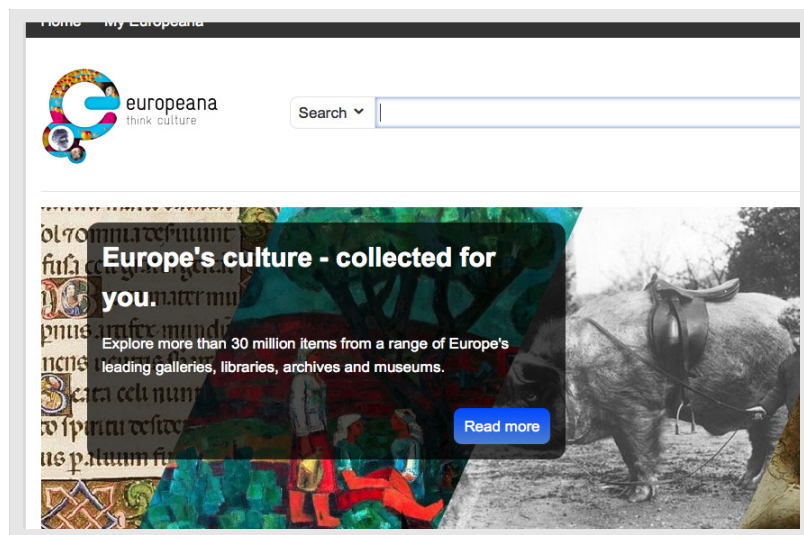 Home My Europeana
europeana
think culture
Search
Europe's culture - collected for
you.
Explore more than 30 million items from a range of Europe's
leading galleries, libraries, archives and museums.
Read more